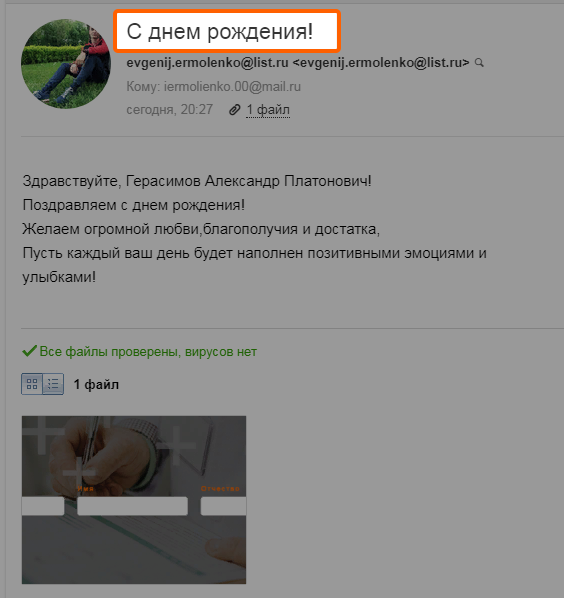 С днем рождения!
evgenij.ermolenko@list.ru <evgenij.ermolenko@list.ru>
Кому: iermolienko.00@mail.ru
сегодня, 20:27 1 файл
Здравствуйте, Герасимов Александр Платонович!
Поздравляем с днем рождения!
Желаем огромной любви,благополучия и достатка,
Пусть каждый ваш день будет наполнен позитивными эмоциями и
улыбками!
Все файлы проверены, вирусов нет
1 файл
Имя Отчество